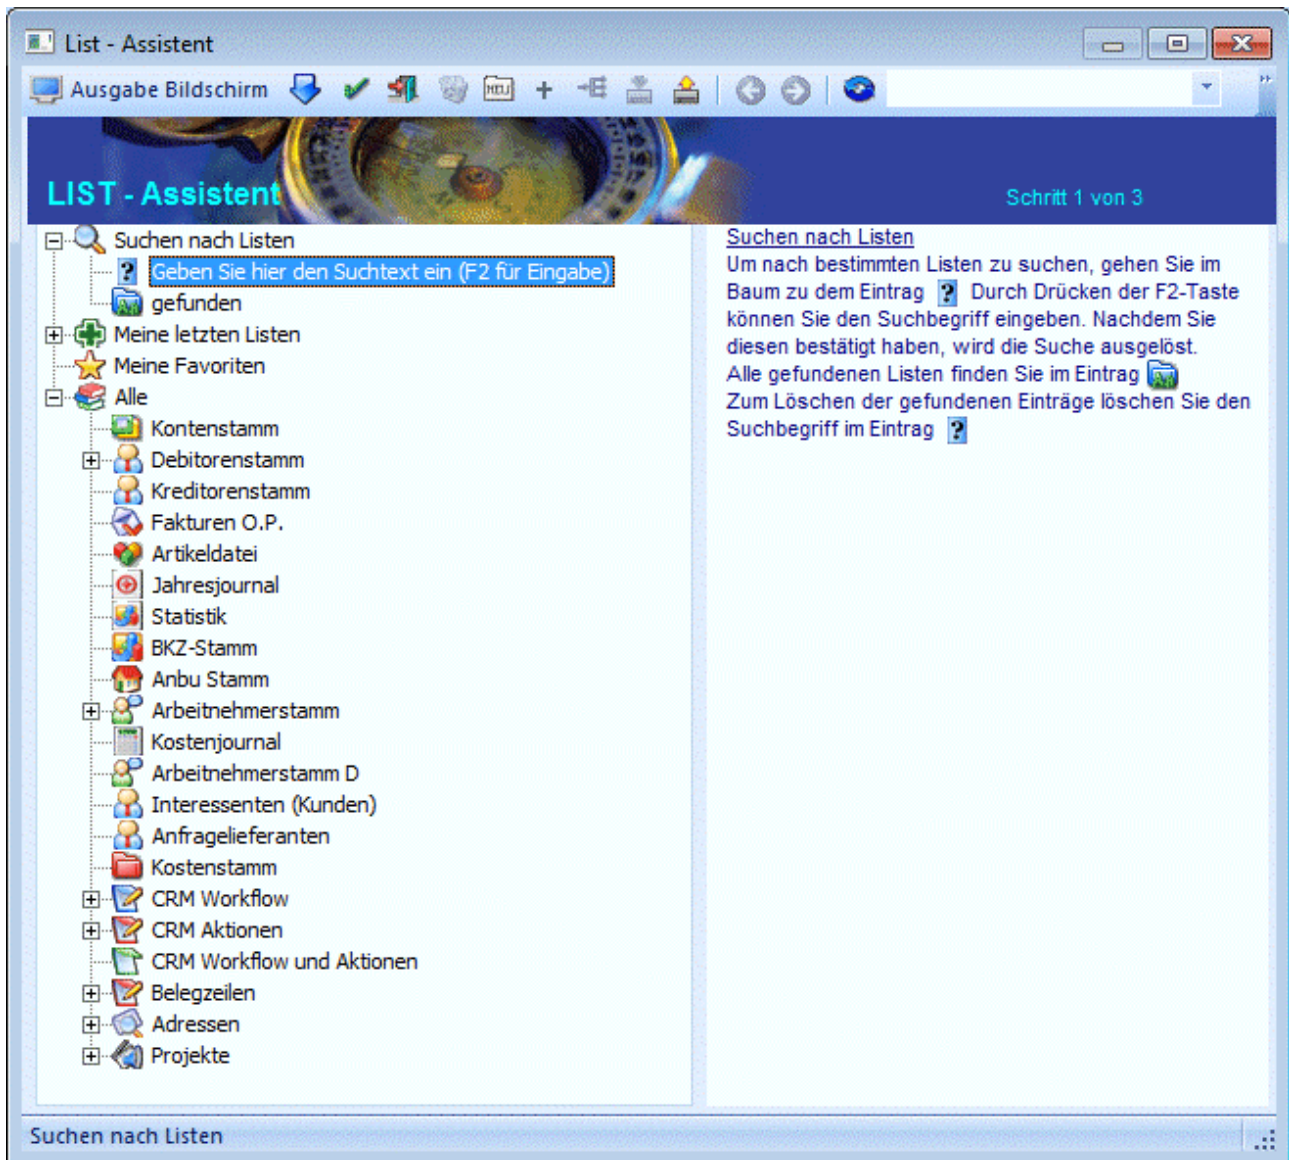 List - Assistent
Ausgabe Bildschirm
LIST - Assistent
Schritt 1 von 3
Suchen nach Listen
Geben Sie hier den Suchtext ein (F2 für Eingabe)
gefunden
Meine letzten Listen
Meine Favoriten
Alle
Kontenstamm
Debitorenstamm
Kreditorenstamm
Fakturen O.P.
Artikeldatei
Jahresjournal
Statistik
BKZ-Stamm
Anbu Stamm
Arbeitnehmerstamm
Kostenjournal
Arbeitnehmerstamm D
Interessenten (Kunden)
Anfragelieferanten
Kostenstamm
CRM Workflow
CRM Aktionen
CRM Workflow und Aktionen
Belegzeilen
Adressen
Projekte
Suchen nach Listen
Um nach bestimmten Listen zu suchen, gehen Sie im
Baum zu dem Eintrag ? Durch Drücken der F2-Taste
können Sie den Suchbegriff eingeben. Nachdem Sie
diesen bestätigt haben, wird die Suche ausgelöst.
Alle gefundenen Listen finden Sie im Eintrag
Zum Löschen der gefundenen Einträge löschen Sie den
Suchbegriff im Eintrag ?
Suchen nach Listen